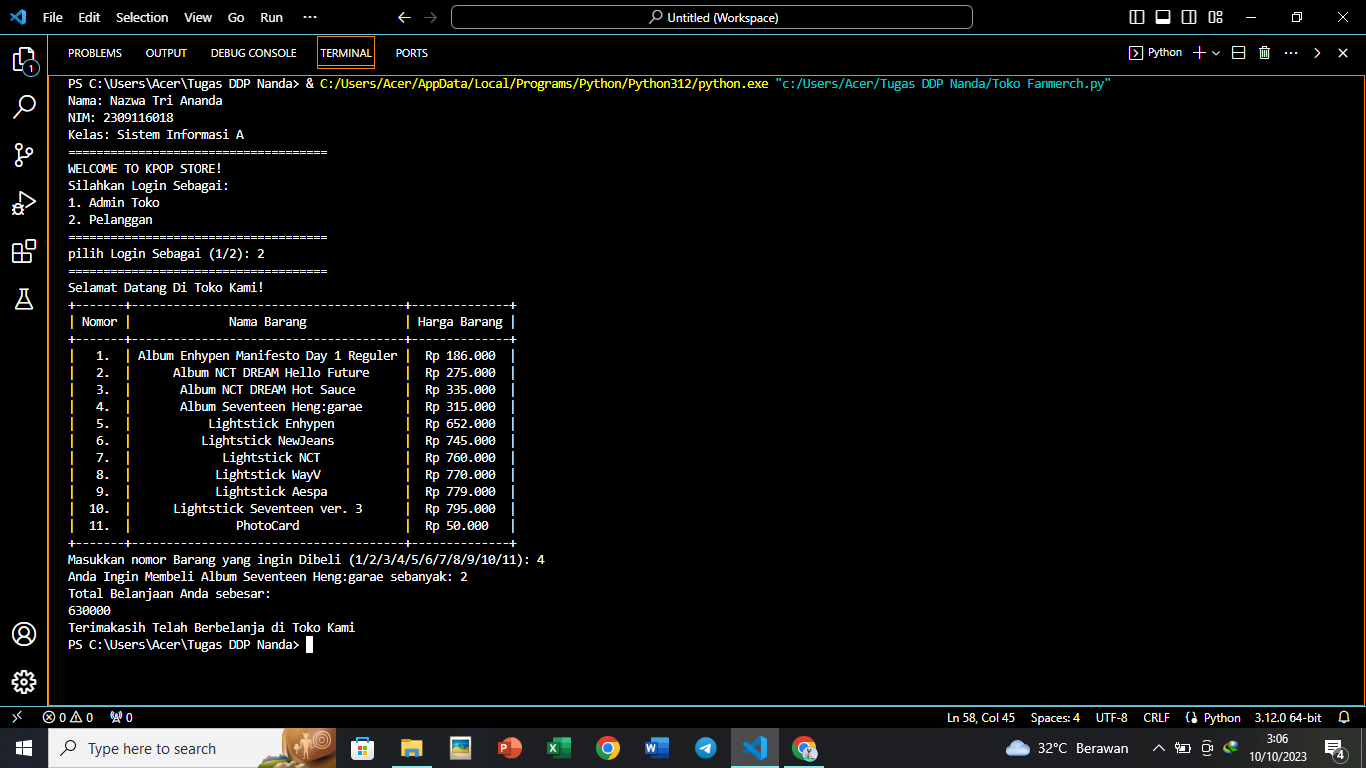 File Edit Selection View Go Run ··· Untitled (Workspace)
PROBLEMS OUTPUT DEBUG CONSOLE TERMINAL PORTS Python
1
PS C:\Users\Acer\Tugas DDP Nanda> & C:/Users/Acer/AppData/Local/Programs/Python/Python312/python.exe "c:/Users/Acer/Tugas DDP Nanda/Toko Fanmerch.py"
Nama: Nazwa Tri Ananda
NIM: 2309116018
Kelas: Sistem Informasi A
=====================================
WELCOME TO KPOP STORE!
Silahkan Login Sebagai:
1. Admin Toko
2. Pelanggan
=====================================
pilih Login Sebagai (1/2): 2
=====================================
Selamat Datang Di Toko Kami!
+-------+---------------------------------------+--------------+
| Nomor | Nama Barang | Harga Barang |
+-------+---------------------------------------+--------------+
| 1. | Album Enhypen Manifesto Day 1 Reguler | Rp 186.000 |
| 2. | Album NCT DREAM Hello Future | Rp 275.000 |
| 3. | Album NCT DREAM Hot Sauce | Rp 335.000 |
| 4. | Album Seventeen Heng:garae | Rp 315.000 |
| 5. | Lightstick Enhypen | Rp 652.000 |
| 6. | Lightstick NewJeans | Rp 745.000 |
| 7. | Lightstick NCT | Rp 760.000 |
| 8. | Lightstick WayV | Rp 770.000 |
| 9. | Lightstick Aespa | Rp 779.000 |
| 10. | Lightstick Seventeen ver. 3 | Rp 795.000 |
| 11. | PhotoCard | Rp 50.000 |
+-------+---------------------------------------+--------------+
Masukkan nomor Barang yang ingin Dibeli (1/2/3/4/5/6/7/8/9/10/11): 4
Anda Ingin Membeli Album Seventeen Heng:garae sebanyak: 2
Total Belanjaan Anda sebesar:
630000
Terimakasih Telah Berbelanja di Toko Kami
PS C:\Users\Acer\Tugas DDP Nanda>
0 0 0 Ln 58, Col 45 Spaces: 4 UTF-8 CRLF Python 3.12.0 64-bit
Type here to search 32°C Berawan 3:06
10/10/2023 4